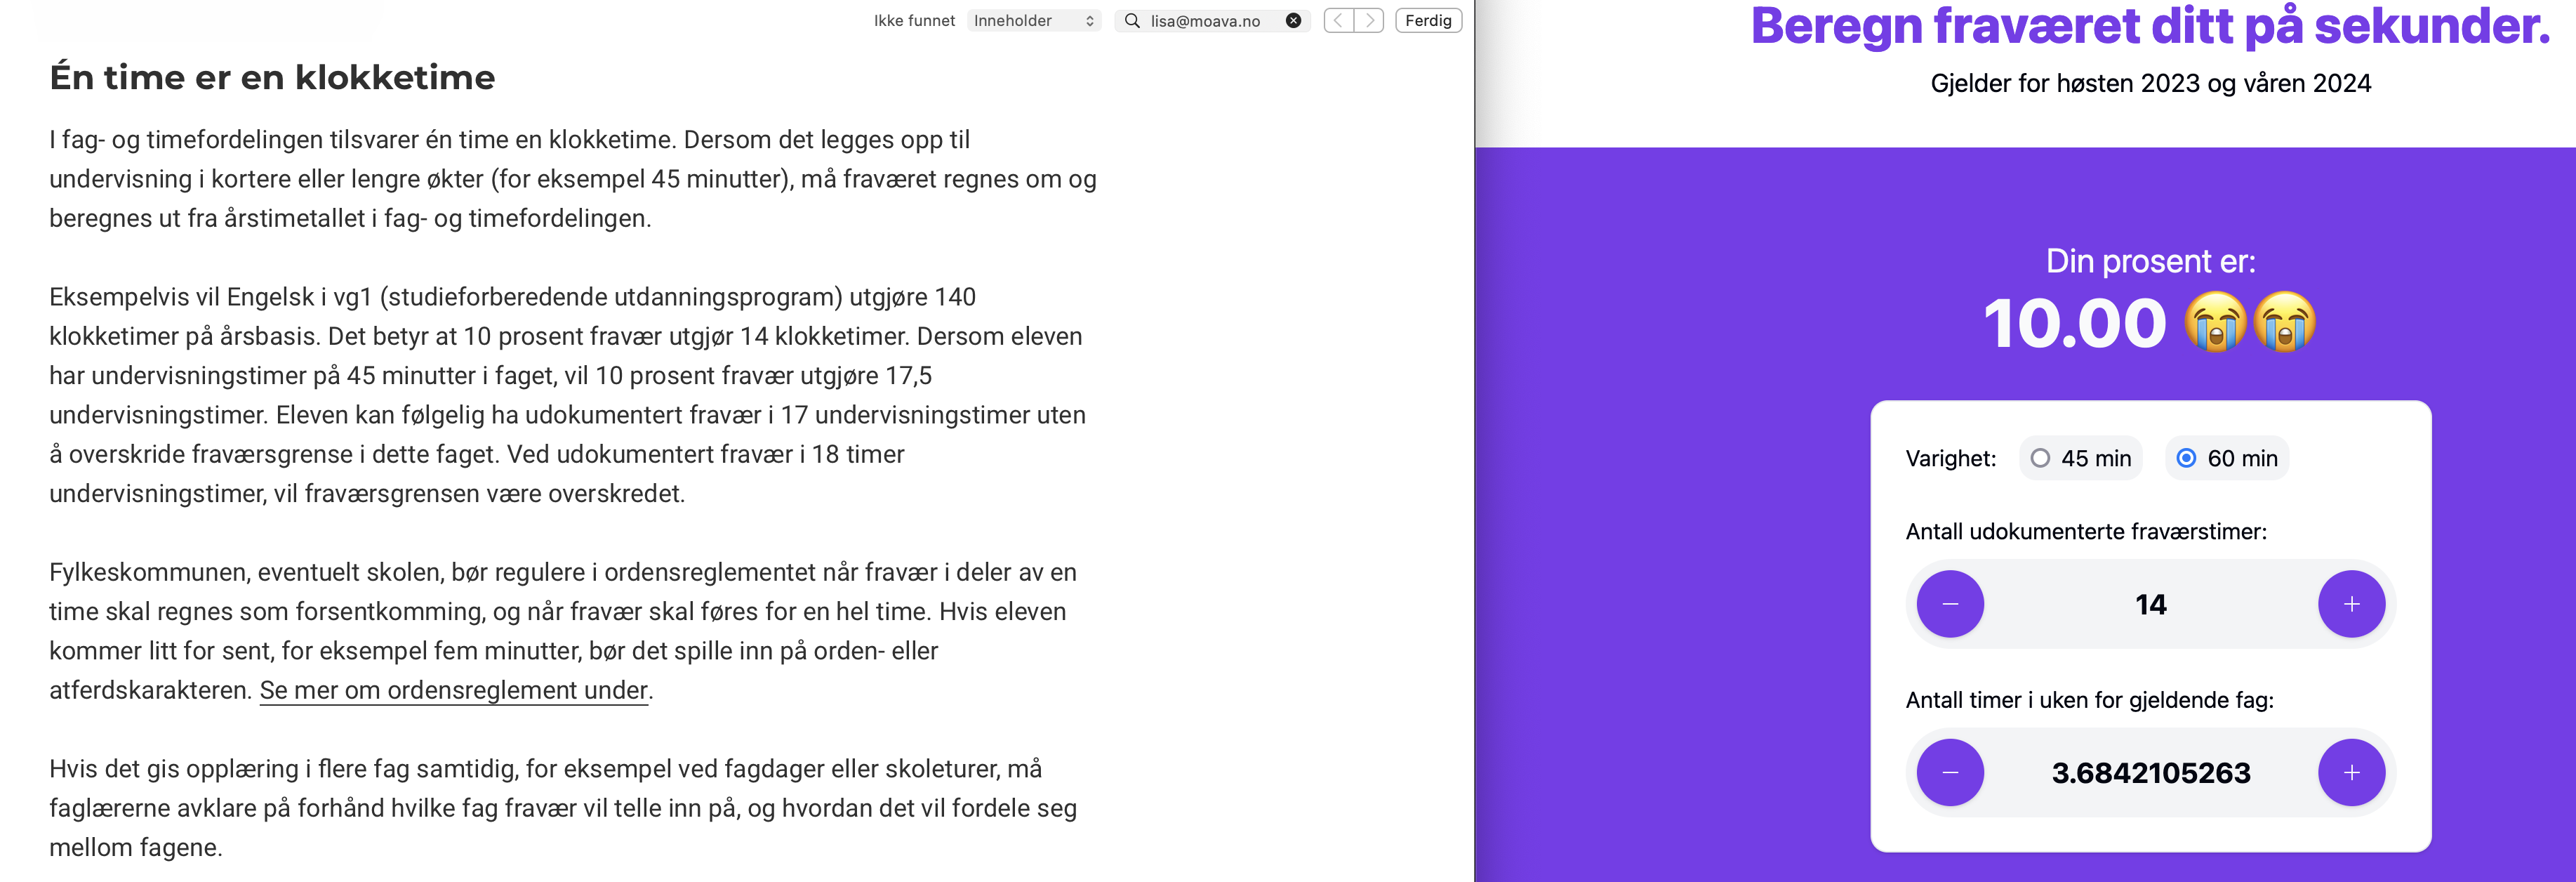 Ikke funnet Inneholder lisa@moava.no Ferdig
Én time er en klokketime
I fag- og timefordelingen tilsvarer én time en klokketime. Dersom det legges opp til
undervisning i kortere eller lengre økter (for eksempel 45 minutter), må fraværet regnes om og
beregnes ut fra årstimetallet i fag- og timefordelingen.
Eksempelvis vil Engelsk i vg1 (studieforberedende utdanningsprogram) utgjøre 140
klokketimer på årsbasis. Det betyr at 10 prosent fravær utgjør 14 klokketimer. Dersom eleven
har undervisningstimer på 45 minutter i faget, vil 10 prosent fravær utgjøre 17,5
undervisningstimer. Eleven kan følgelig ha udokumentert fravær i 17 undervisningstimer uten
å overskride fraværsgrense i dette faget. Ved udokumentert fravær i 18 timer
undervisningstimer, vil fraværsgrensen være overskredet.
Fylkeskommunen, eventuelt skolen, bør regulere i ordensreglementet når fravær i deler av en
time skal regnes som forsentkomming, og når fravær skal føres for en hel time. Hvis eleven
kommer litt for sent, for eksempel fem minutter, bør det spille inn på orden- eller
atferdskarakteren. Se mer om ordensreglement under.
Hvis det gis opplæring i flere fag samtidig, for eksempel ved fagdager eller skoleturer, må
faglærerne avklare på forhånd hvilke fag fravær vil telle inn på, og hvordan det vil fordele seg
mellom fagene.
Beregn fraværet ditt på sekunder.
Gjelder for høsten 2023 og våren 2024
Din prosent er:
10.00 😭😭
Varighet: 45 min 60 min
Antall udokumenterte fraværstimer:
14
Antall timer i uken for gjeldende fag:
3.6842105263